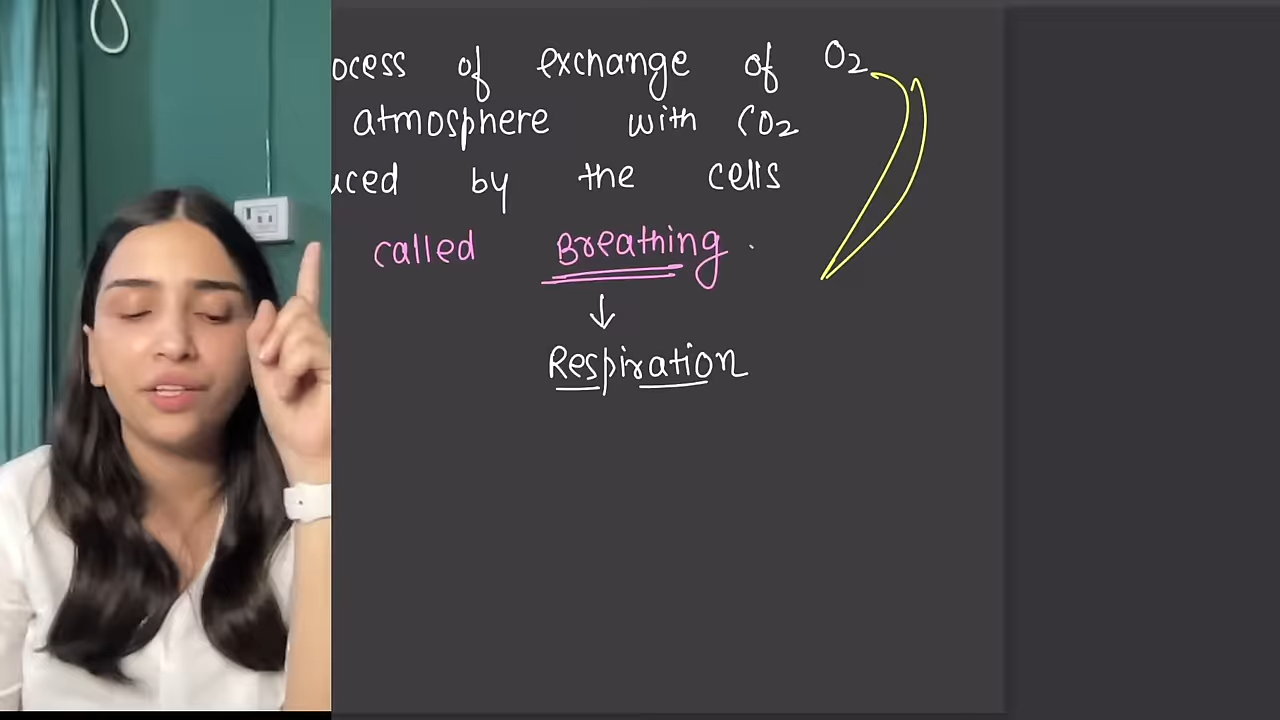 ocess of exchange of O2
atmosphere with CO2
uced by the cells
called Breathing.
↓
Respiration